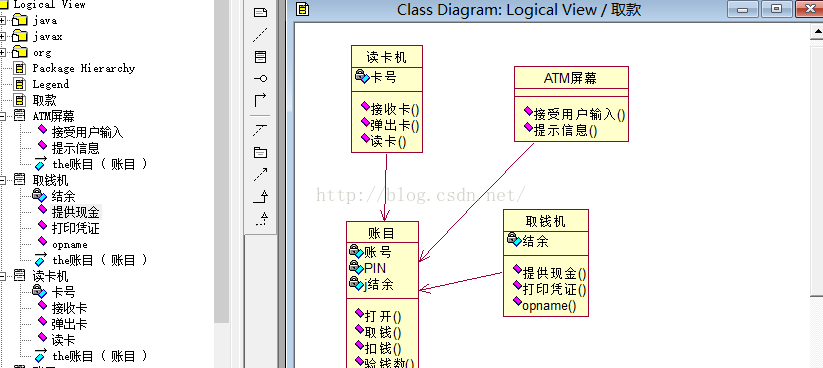 Logical View
java
javax
org
Package Hierarchy
Legend
取款
ATM屏幕
接受用户输入
提示信息
the账目 ( 账目 )
取钱机
结余
提供现金
打印凭证
opname
the账目 ( 账目 )
读卡机
卡号
接收卡
弹出卡
读卡
the账目 ( 账目 )
Class Diagram: Logical View / 取款
读卡机
卡号
接收卡()
弹出卡()
读卡()
ATM屏幕
接受用户输入()
提示信息()
http://blog.csdn.net/
账目
账号
PIN
j结余
打开()
取钱()
扣钱()
验钱数()
取钱机
结余
提供现金()
打印凭证()
opname()